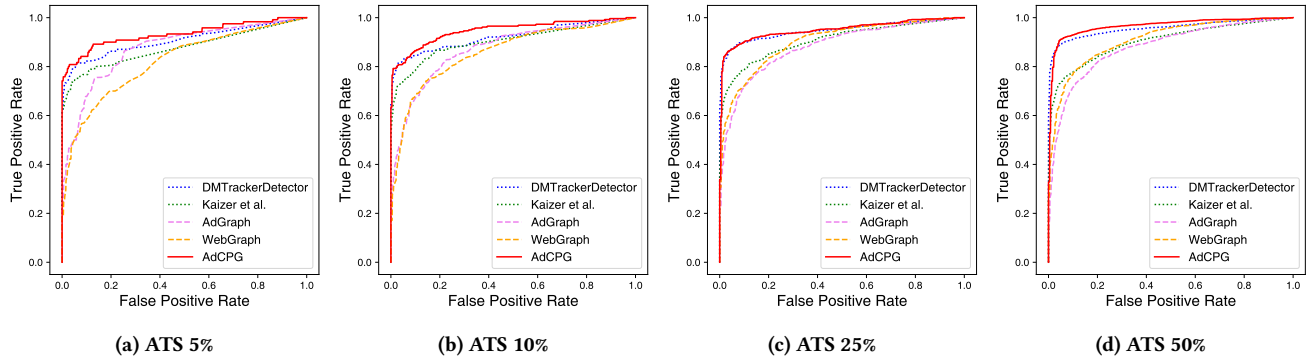 True Positive Rate
1.0
0.8
0.6
0.4
0.2
0.0
DMTrackerDetector
Kaizer et al.
AdGraph
WebGraph
AdCPG
0.0 0.2 0.4 0.6 0.8 1.0
False Positive Rate
(a) ATS 5%
True Positive Rate
1.0
0.8
0.6
0.4
0.2
0.0
DMTrackerDetector
Kaizer et al.
AdGraph
WebGraph
AdCPG
0.0 0.2 0.4 0.6 0.8 1.0
False Positive Rate
(b) ATS 10%
True Positive Rate
1.0
0.8
0.6
0.4
0.2
0.0
DMTrackerDetector
Kaizer et al.
AdGraph
WebGraph
AdCPG
0.0 0.2 0.4 0.6 0.8 1.0
False Positive Rate
(c) ATS 25%
True Positive Rate
1.0
0.8
0.6
0.4
0.2
0.0
DMTrackerDetector
Kaizer et al.
AdGraph
WebGraph
AdCPG
0.0 0.2 0.4 0.6 0.8 1.0
False Positive Rate
(d) ATS 50%